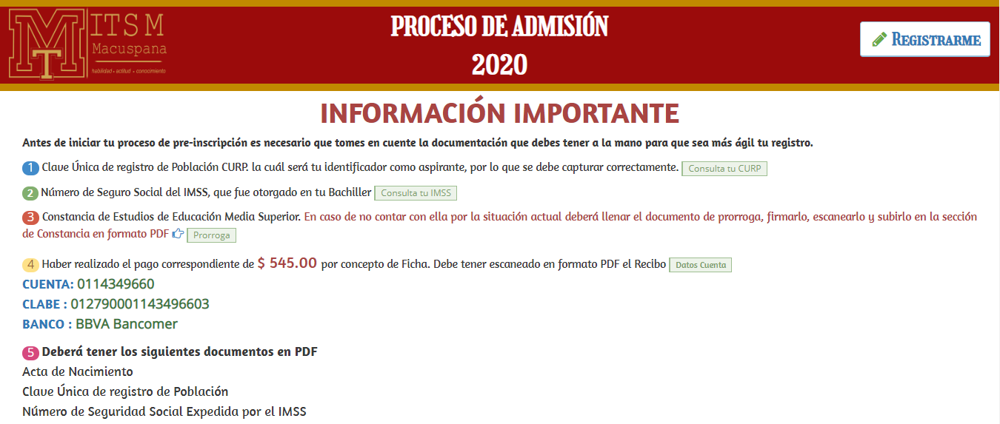 ITSM
Macuspana
habilidad • actitud • conocimiento
PROCESO DE ADMISIÓN
2020
REGISTRARME
INFORMACIÓN IMPORTANTE
Antes de iniciar tu proceso de pre-inscripción es necesario que tomes en cuente la documentación que debes tener a la mano para que sea más ágil tu registro.
1 Clave Única de registro de Población CURP. la cuál será tu identificador como aspirante, por lo que se debe capturar correctamente. Consulta tu CURP
2 Número de Seguro Social del IMSS, que fue otorgado en tu Bachiller Consulta tu IMSS
3 Constancia de Estudios de Educación Media Superior. En caso de no contar con ella por la situación actual deberá llenar el documento de prorroga, firmarlo, escanearlo y subirlo en la sección
de Constancia en formato PDF Prorroga
4 Haber realizado el pago correspondiente de $ 545.00 por concepto de Ficha. Debe tener escaneado en formato PDF el Recibo Datos Cuenta
CUENTA: 0114349660
CLABE : 012790001143496603
BANCO : BBVA Bancomer
5 Deberá tener los siguientes documentos en PDF
Acta de Nacimiento
Clave Única de registro de Población
Número de Seguridad Social Expedida por el IMSS